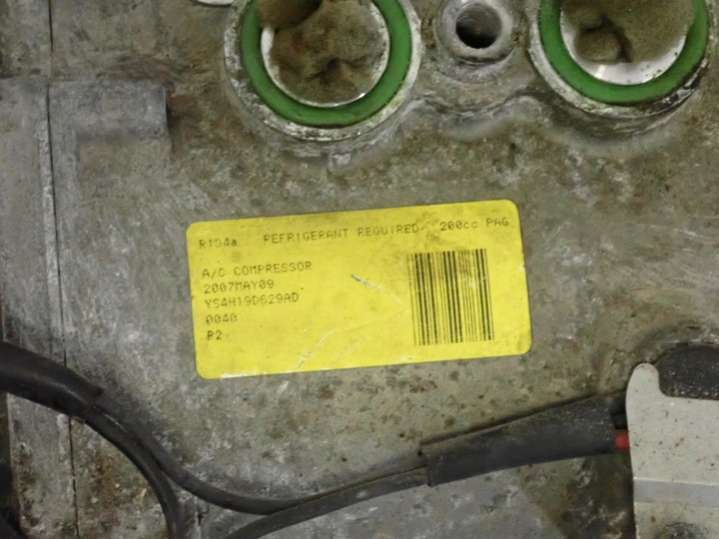 R134a REFRIGERANT REQUIRED. 200cc PAG
A/C COMPRESSOR
2007MAY09
YS4H19D629AD
0040
P2